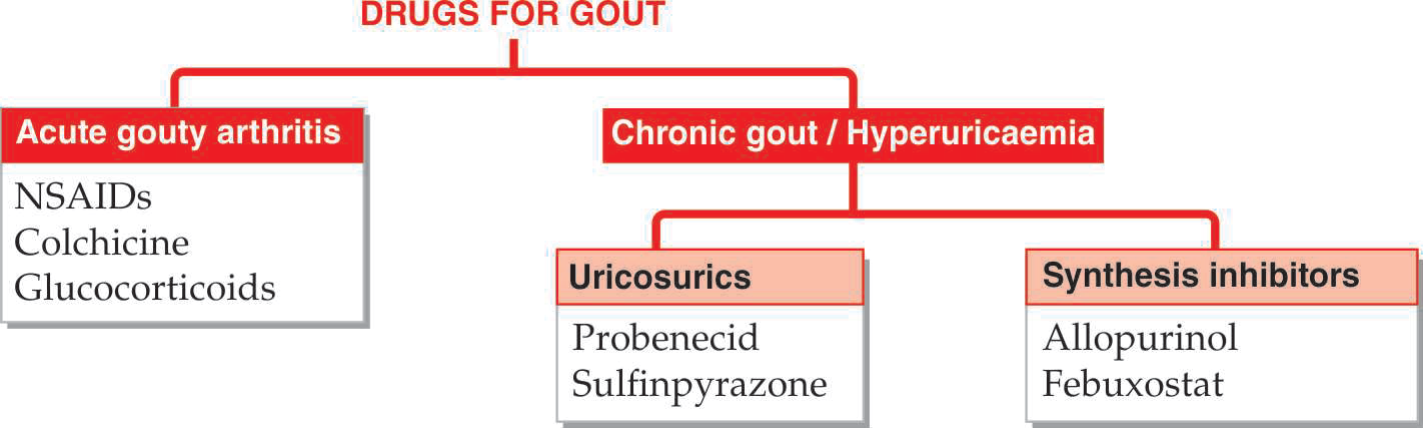 DRUGS FOR GOUT
Acute gouty arthritis
NSAIDs
Colchicine
Glucocorticoids
Chronic gout / Hyperuricaemia
Uricosurics
Probenecid
Sulfinpyrazone
Synthesis inhibitors
Allopurinol
Febuxostat